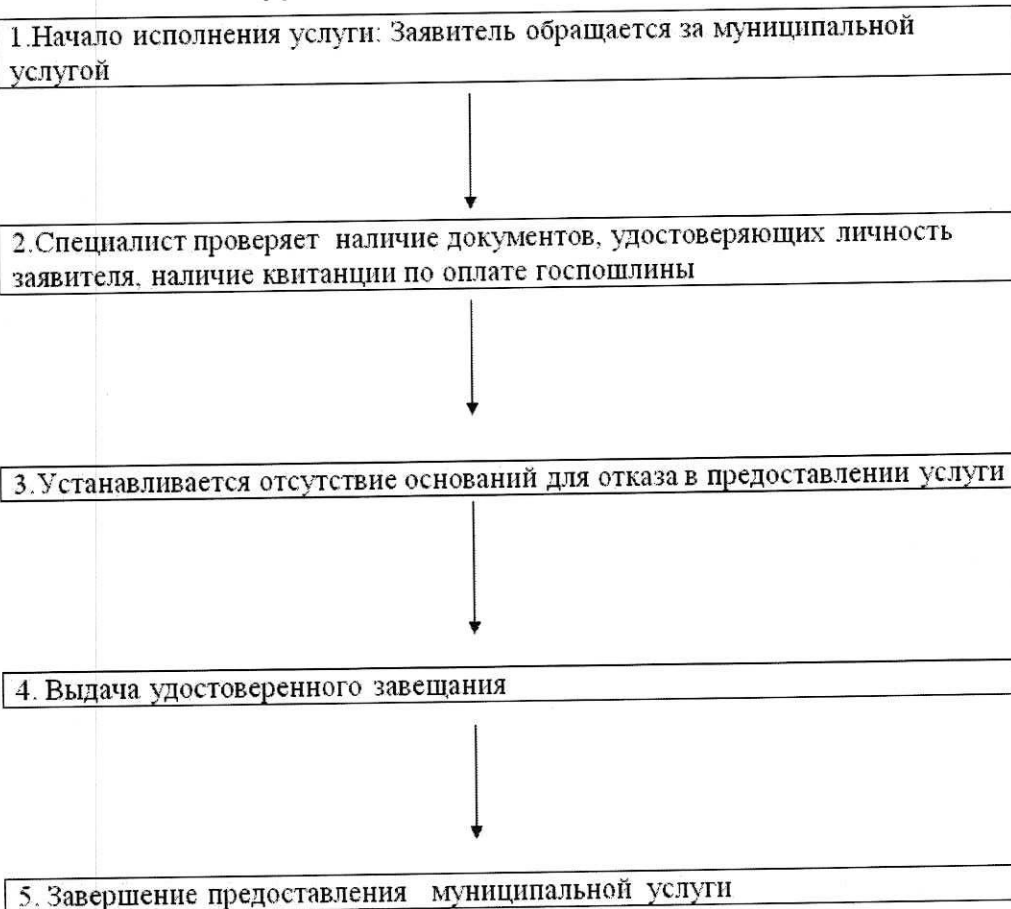 1.Начало исполнения услуги: Заявитель обращается за муниципальной
услугой
2.Специалист проверяет наличие документов, удостоверяющих личность
заявителя, наличие квитанции по оплате госпошлины
3.Устанавливается отсутствие оснований для отказа в предоставлении услуги
4. Выдача удостоверенного завещания
5. Завершение предоставления муниципальной услуги